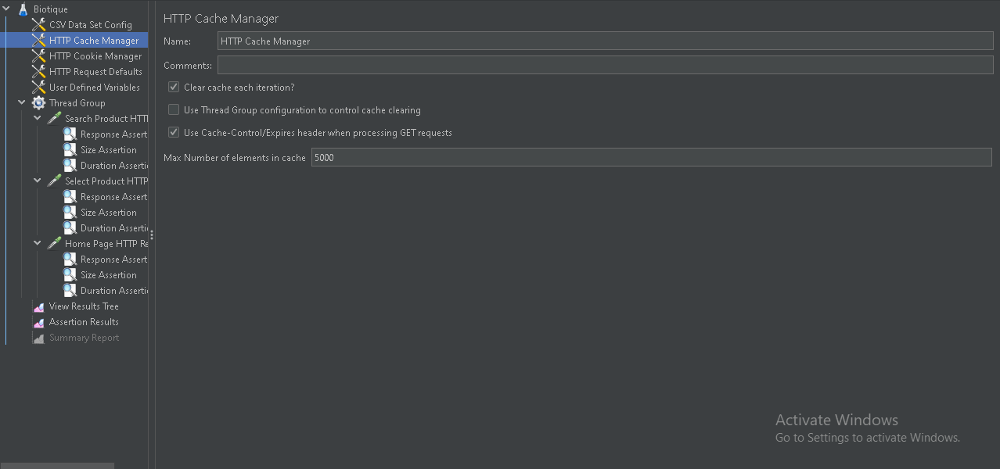 Biotique
CSV Data Set Config
HTTP Cache Manager
HTTP Cookie Manager
HTTP Request Defaults
User Defined Variables
Thread Group
Search Product HTT
Response Assert
Size Assertion
Duration Asserti
Select Product HTTP
Response Assert
Size Assertion
Duration Asserti
Home Page HTTP Re
Response Assert
Size Assertion
Duration Asserti
View Results Tree
Assertion Results
Summary Report
HTTP Cache Manager
Name: HTTP Cache Manager
Comments:
Clear cache each iteration?
Use Thread Group configuration to control cache clearing
Use Cache-Control/Expires header when processing GET requests
Max Number of elements in cache 5000
Activate Windows
Go to Settings to activate Windows.